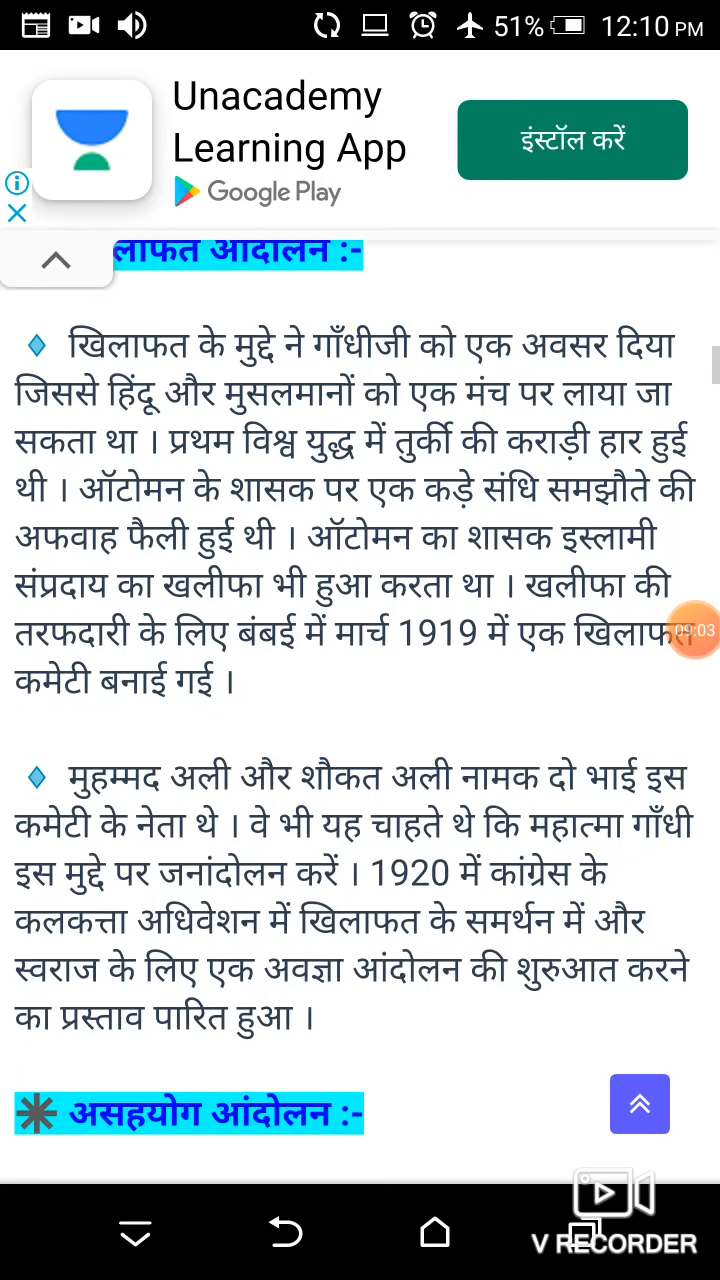 51% 12:10 PM
Unacademy
Learning App
Google Play
इंस्टॉल करें
आंदोलन :-
खिलाफत के मुद्दे ने गाँधीजी को एक अवसर दिया
जिससे हिंदू और मुसलमानों को एक मंच पर लाया जा
सकता था । प्रथम विश्व युद्ध में तुर्की की कराड़ी हार हुई
थी । ऑटोमन के शासक पर एक कड़े संधि समझौते की
अफवाह फैली हुई थी । ऑटोमन का शासक इस्लामी
संप्रदाय का खलीफा भी हुआ करता था । खलीफा की
तरफदारी के लिए बंबई में मार्च 1919 में एक खिलाफत
09:03
कमेटी बनाई गई ।
मुहम्मद अली और शौकत अली नामक दो भाई इस
कमेटी के नेता थे । वे भी यह चाहते थे कि महात्मा गाँधी
इस मुद्दे पर जनांदोलन करें । 1920 में कांग्रेस के
कलकत्ता अधिवेशन में खिलाफत के समर्थन में और
स्वराज के लिए एक अवज्ञा आंदोलन की शुरुआत करने
का प्रस्ताव पारित हुआ ।
असहयोग आंदोलन :-
V RECORDER